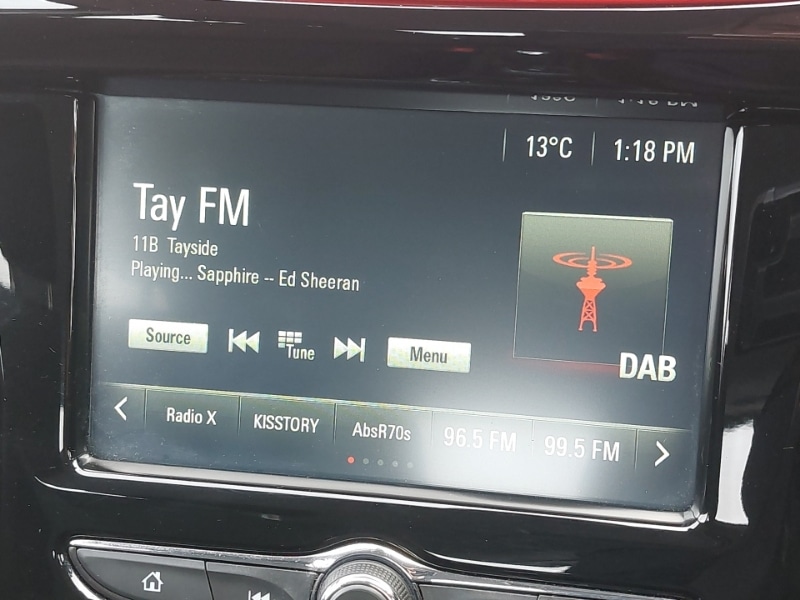 13°C 1:18 PM
Tay FM
11B Tayside
Playing... Sapphire -- Ed Sheeran
Source Tune Menu
DAB
Radio X KISSTORY AbsR70s 96.5 FM 99.5 FM